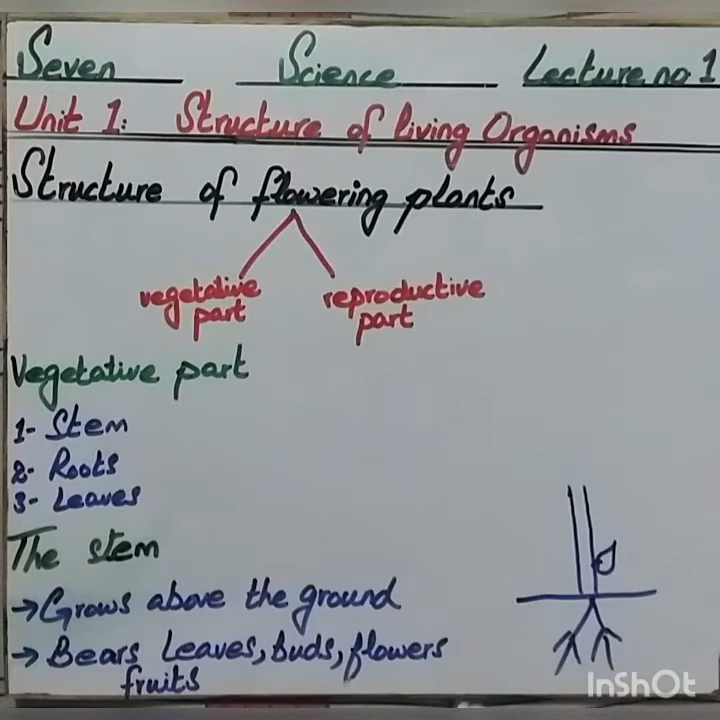 Seven Science Lecture no 1
Unit 1: Structure of living Organisms
Structure of flowering plants
vegetative part
reproductive part
Vegetative part
1- Stem
2- Roots
3- Leaves
The stem
→ Grows above the ground
→ Bears Leaves, buds, flowers
fruits
InShOt